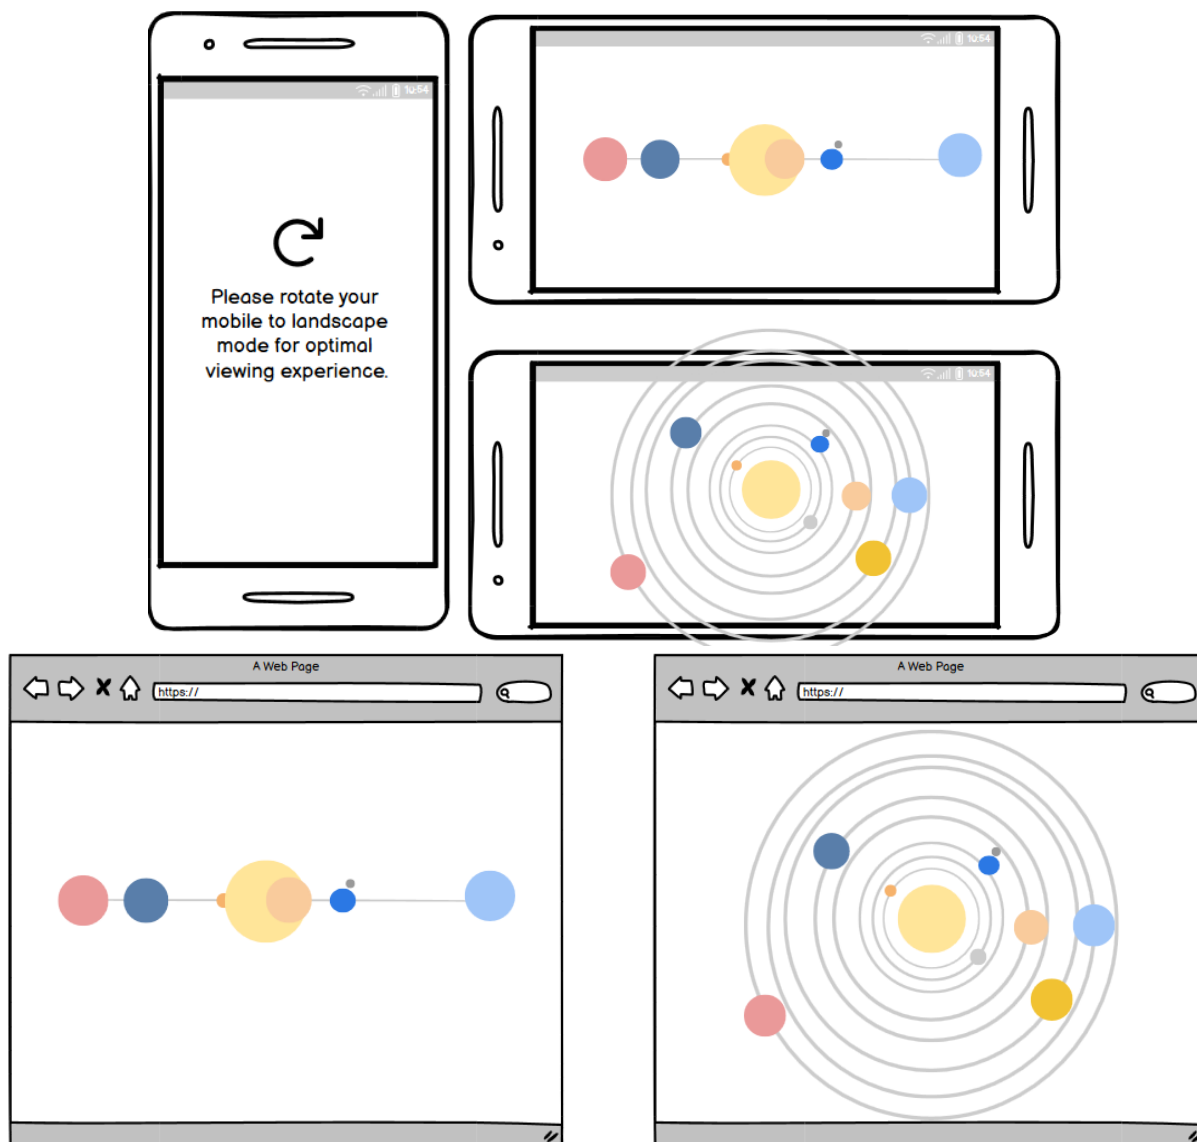 10:54
10:54
Please rotate your
mobile to landscape
mode for optimal
viewing experience.
10:54
A Web Page
https://
A Web Page
https://